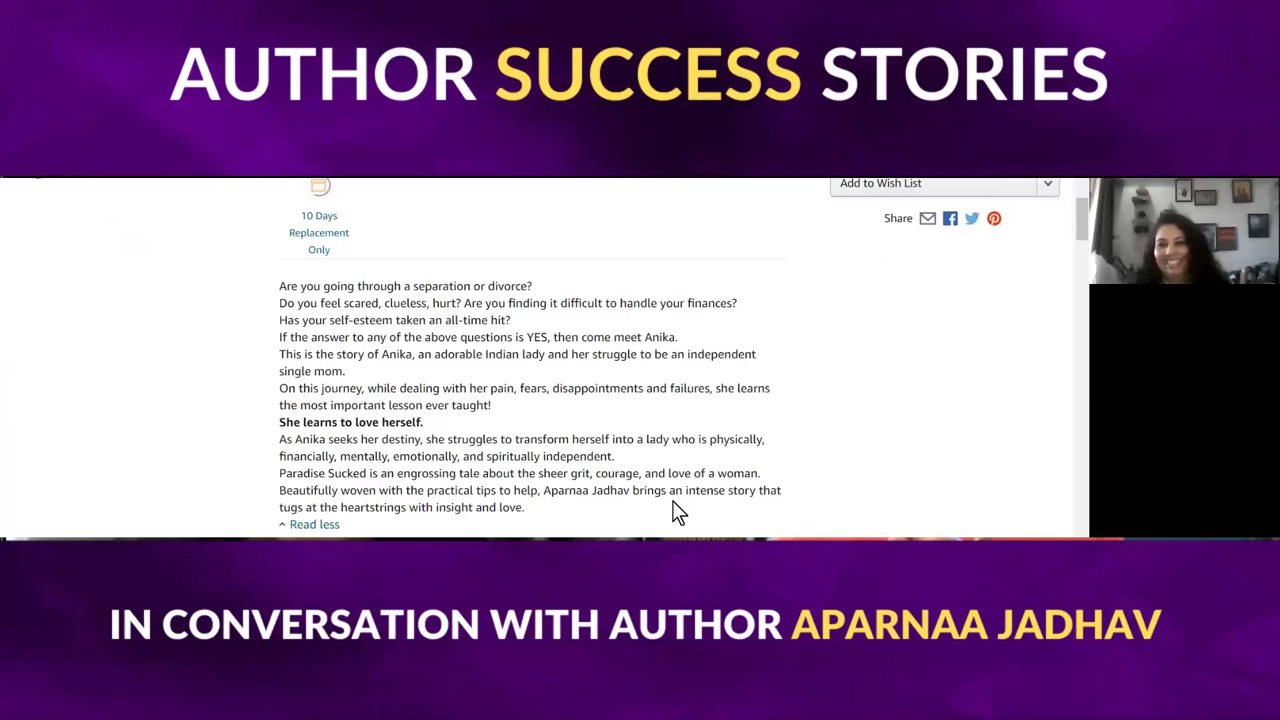 AUTHOR SUCCESS STORIES
Add to Wish List
10 Days
Replacement
Only
Share
Are you going through a separation or divorce?
Do you feel scared, clueless, hurt? Are you finding it difficult to handle your finances?
Has your self-esteem taken an all-time hit?
If the answer to any of the above questions is YES, then come meet Anika.
This is the story of Anika, an adorable Indian lady and her struggle to be an independent
single mom.
On this journey, while dealing with her pain, fears, disappointments and failures, she learns
the most important lesson ever taught!
She learns to love herself.
As Anika seeks her destiny, she struggles to transform herself into a lady who is physically,
financially, mentally, emotionally, and spiritually independent.
Paradise Sucked is an engrossing tale about the sheer grit, courage, and love of a woman.
Beautifully woven with the practical tips to help, Aparnaa Jadhav brings an intense story that
tugs at the heartstrings with insight and love.
Read less
IN CONVERSATION WITH AUTHOR APARNAA JADHAV